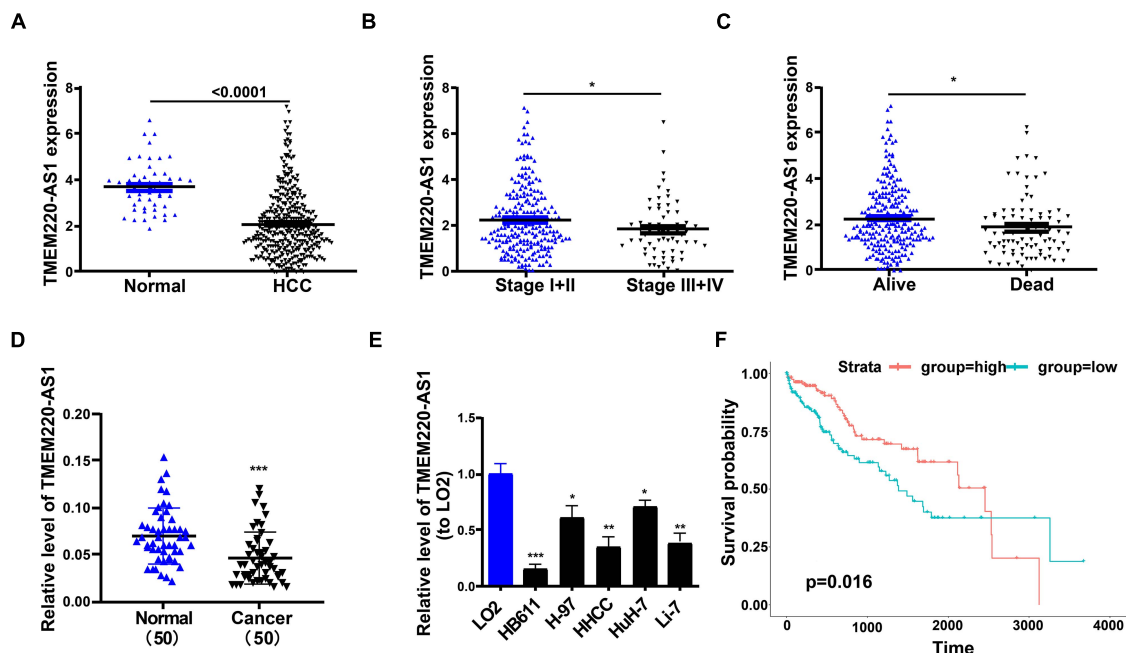 A
TMEM220-AS1 expression
8
6
4
2
0
<0.0001
Normal
HCC
B
TMEM220-AS1 expression
8
6
4
2
0
*
Stage I+II
Stage III+IV
C
TMEM220-AS1 expression
8
6
4
2
0
*
Alive
Dead
D
Relative level of TMEM220-AS1
0.20
0.15
0.10
0.05
0.00
***
Normal
(50)
Cancer
(50)
E
Relative level of TMEM220-AS1
(to LO2)
1.5
1.0
0.5
0.0
***
*
**
*
**
LO2
HB611
H-97
HHCC
HuH-7
Li-7
F
Strata
group=high
group=low
Survival probability
1.00
0.75
0.50
0.25
0.00
p=0.016
0
1000
2000
3000
4000
Time